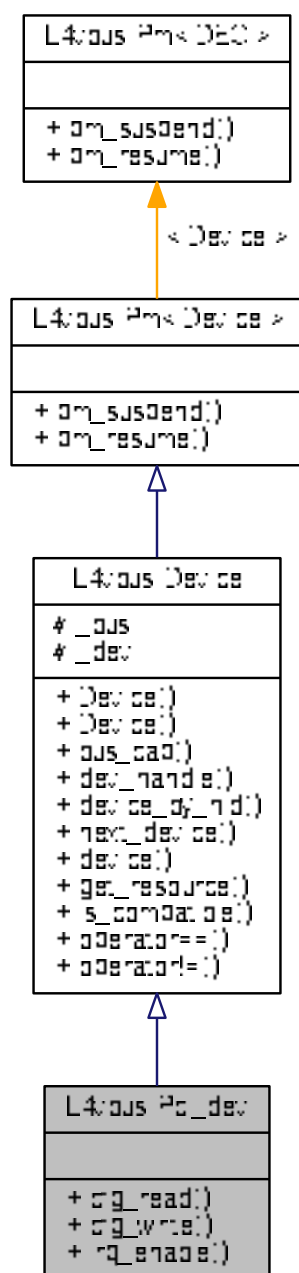 L4vbus::Pm< DEC >
+ pm_suspend()
+ pm_resume()
< Device >
L4vbus::Pm< Device >
+ pm_suspend()
+ pm_resume()
L4vbus::Device
# _bus
# _dev
+ Device()
+ Device()
+ bus_cap()
+ dev_handle()
+ device_by_hid()
+ next_device()
+ device()
+ get_resource()
+ is_compatible()
+ operator==()
+ operator!=()
L4vbus::Pci_dev
+ cfg_read()
+ cfg_write()
+ irq_enable()